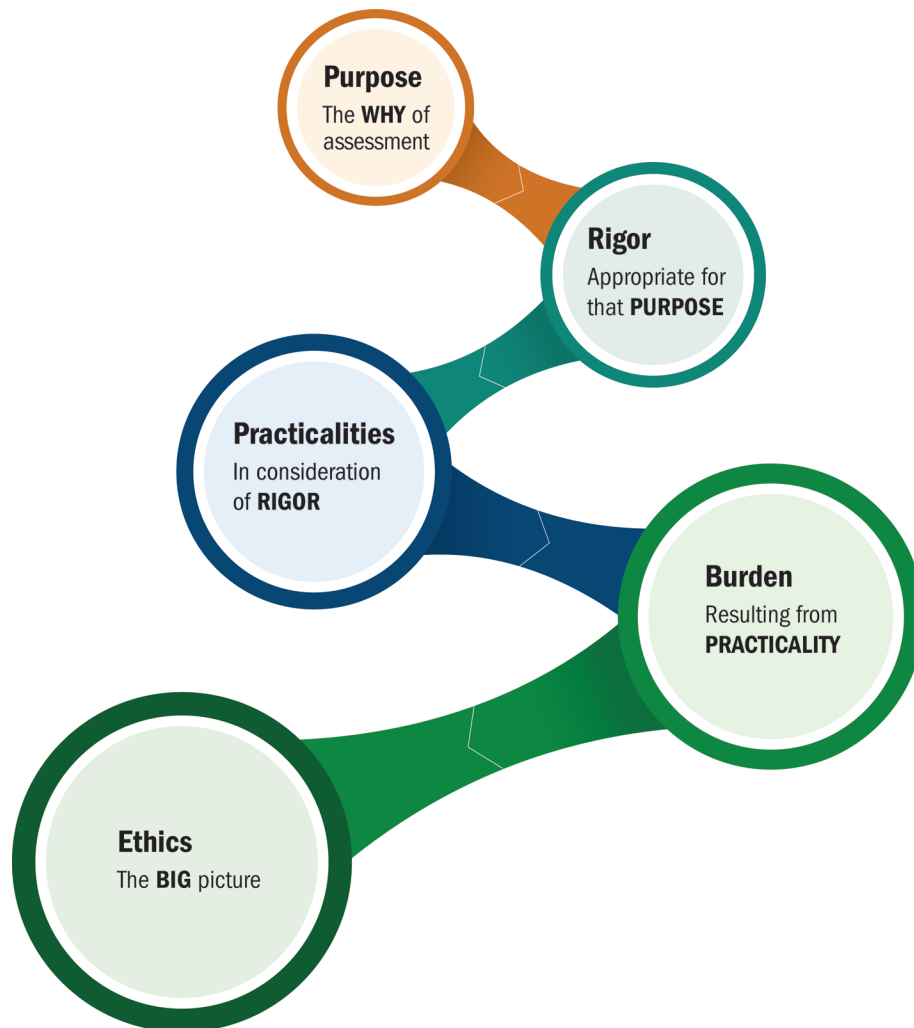 Purpose
The WHY of
assessment
Rigor
Appropriate for
that PURPOSE
Practicalities
In consideration
of RIGOR
Burden
Resulting from
PRACTICALITY
Ethics
The BIG picture